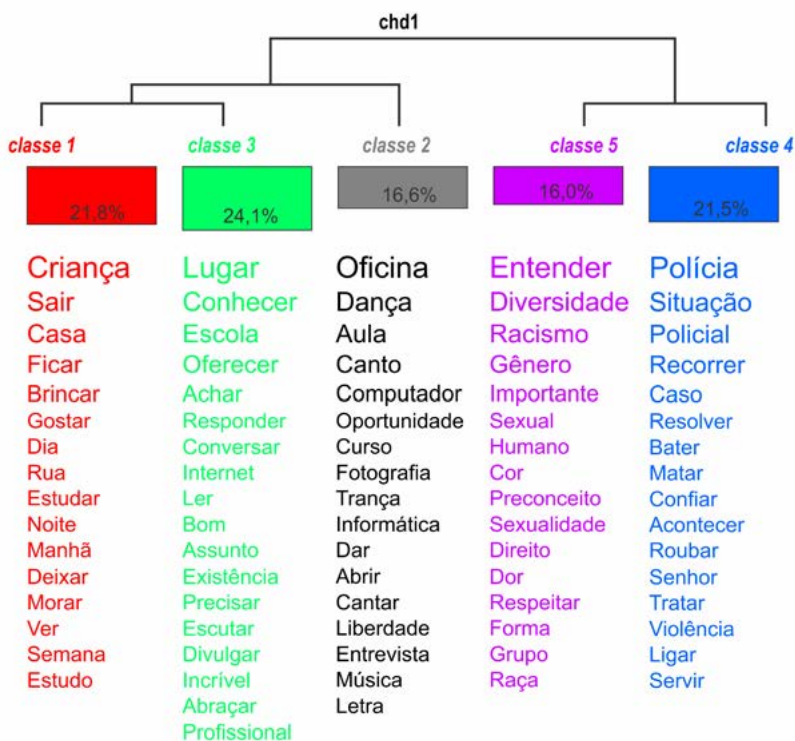 chd1
classe 1
classe 3
classe 2
classe 5
classe 4
21,8%
24,1%
16,6%
16,0%
21,5%
Criança
Sair
Casa
Ficar
Brincar
Gostar
Dia
Rua
Estudar
Noite
Manhã
Deixar
Morar
Ver
Semana
Estudo
Lugar
Conhecer
Escola
Oferecer
Achar
Responder
Conversar
Internet
Ler
Bom
Assunto
Existência
Precisar
Escutar
Divulgar
Incrível
Abraçar
Profissional
Oficina
Dança
Aula
Canto
Computador
Oportunidade
Curso
Fotografia
Trança
Informática
Dar
Abrir
Cantar
Liberdade
Entrevista
Música
Letra
Entender
Diversidade
Racismo
Gênero
Importante
Sexual
Humano
Cor
Preconceito
Sexualidade
Direito
Dor
Respeitar
Forma
Grupo
Raça
Polícia
Situação
Policial
Recorrer
Caso
Resolver
Bater
Matar
Confiar
Acontecer
Roubar
Senhor
Tratar
Violência
Ligar
Servir